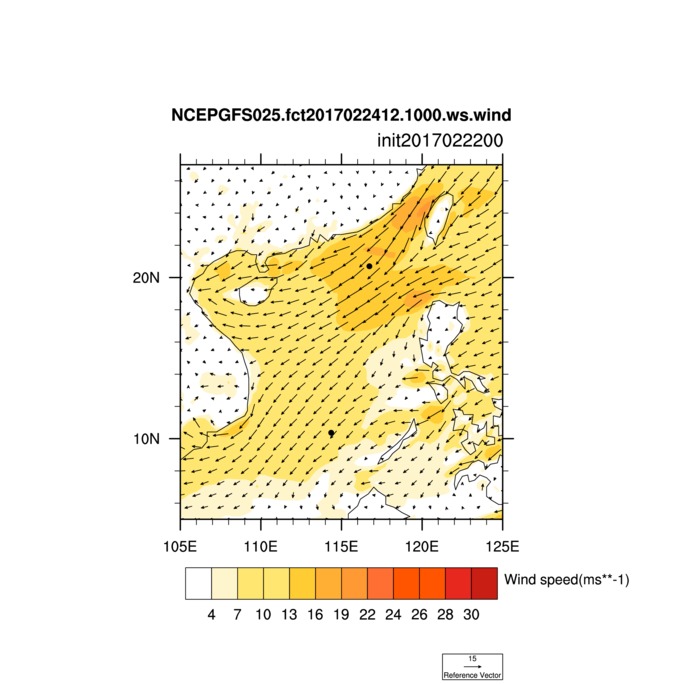 NCEPGFS025.fct2017022412.1000.ws.wind
init2017022200
20N
10N
105E 110E 115E 120E 125E
Wind speed(ms**-1)
4 7 10 13 16 19 22 24 26 28 30
15
Reference Vector